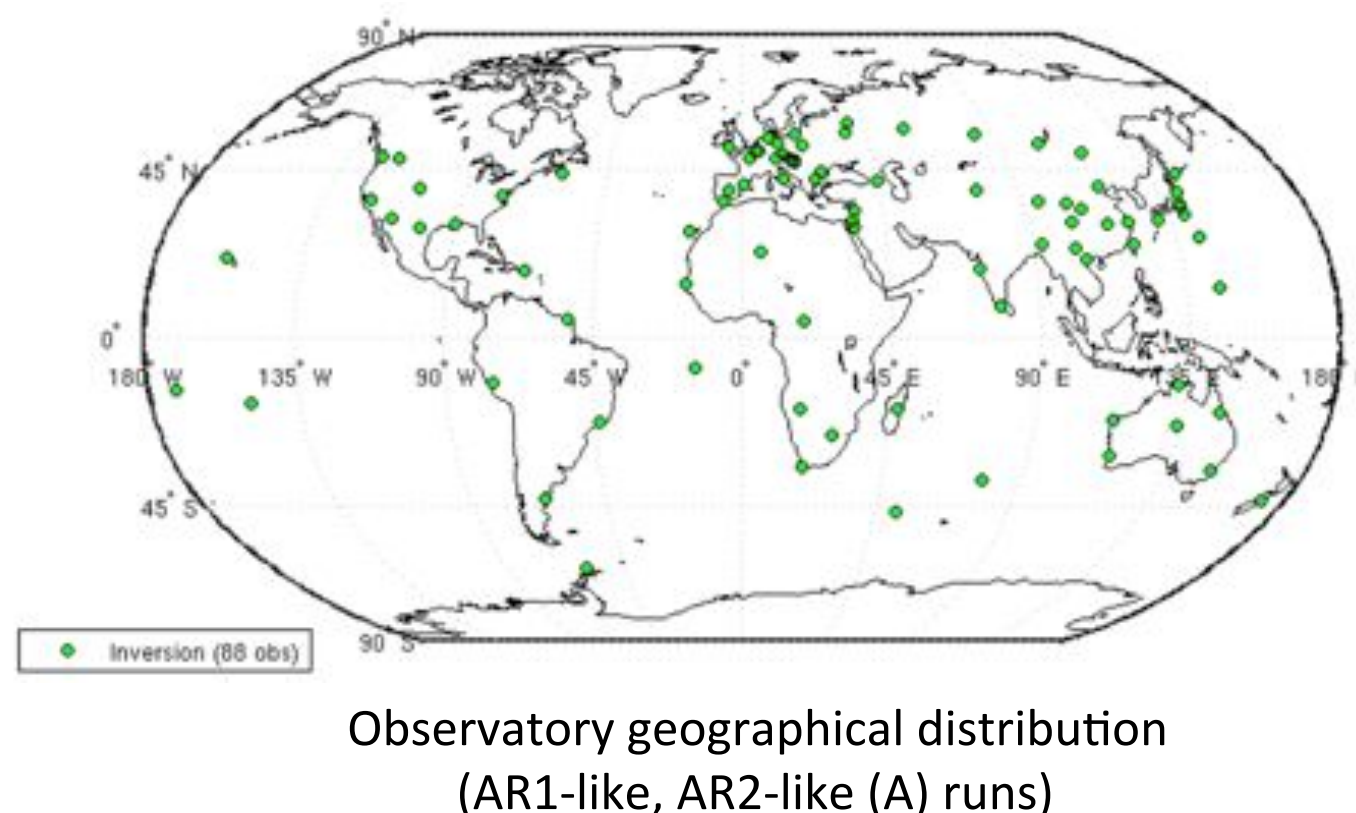 90° N
45° N
0°
180° W 135° W 90° W 45° W 0° 45° E 90° E 135° E 180°
45° S
90° S
Inversion (88 obs)
Observatory geographical distribution
(AR1-like, AR2-like (A) runs)